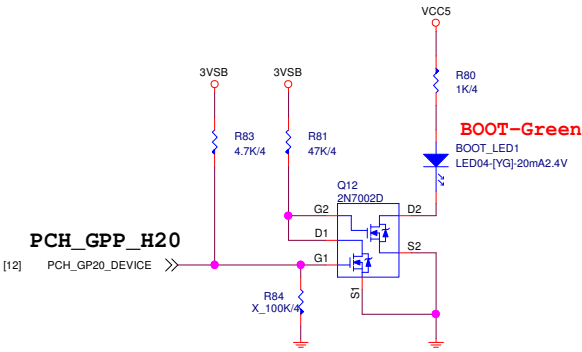 VCC5
R80
1K/4
3VSB
3VSB
BOOT-Green
BOOT_LED1
LED04-[YG]-20mA2.4V
R83
4.7K/4
R81
47K/4
Q12
2N7002D
G2
D2
D1
S2
PCH_GPP_H20
[12]
PCH_GP20_DEVICE
G1
R84
X_100K/4
S1